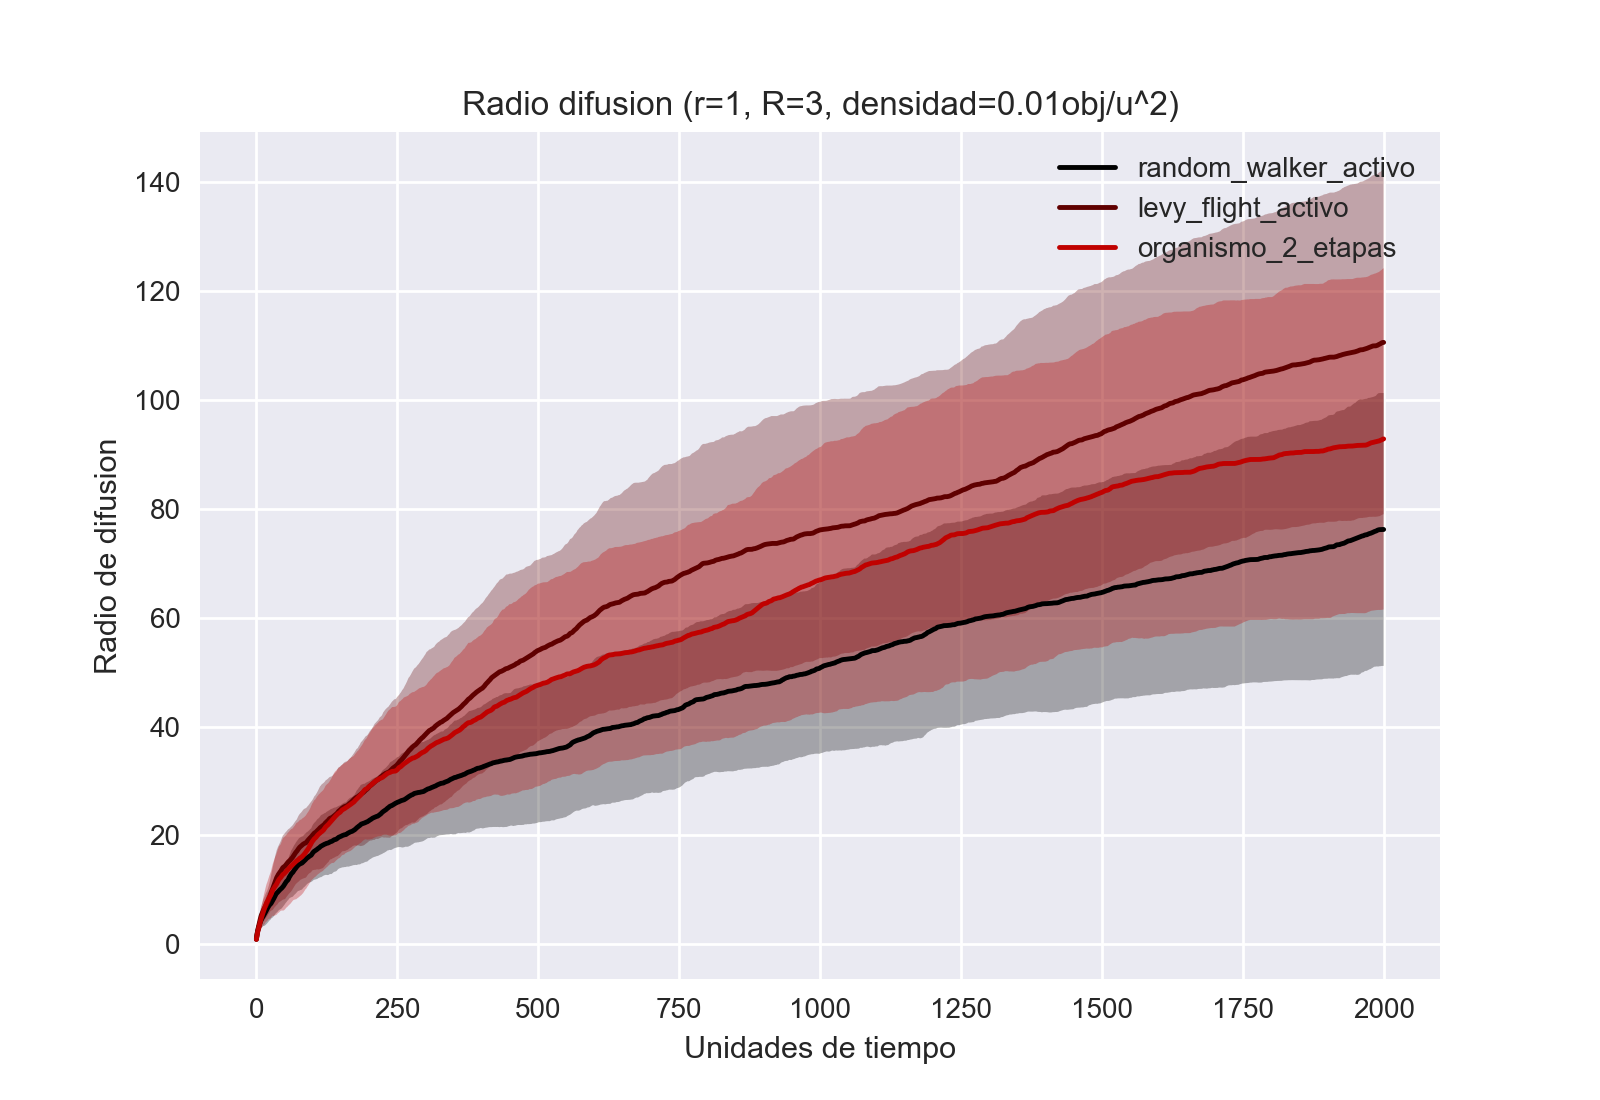 Radio difusion (r=1, R=3, densidad=0.01obj/u^2)
random_walker_activo
levy_flight_activo
organismo_2_etapas
Radio de difusion
140
120
100
80
60
40
20
0
0 250 500 750 1000 1250 1500 1750 2000
Unidades de tiempo